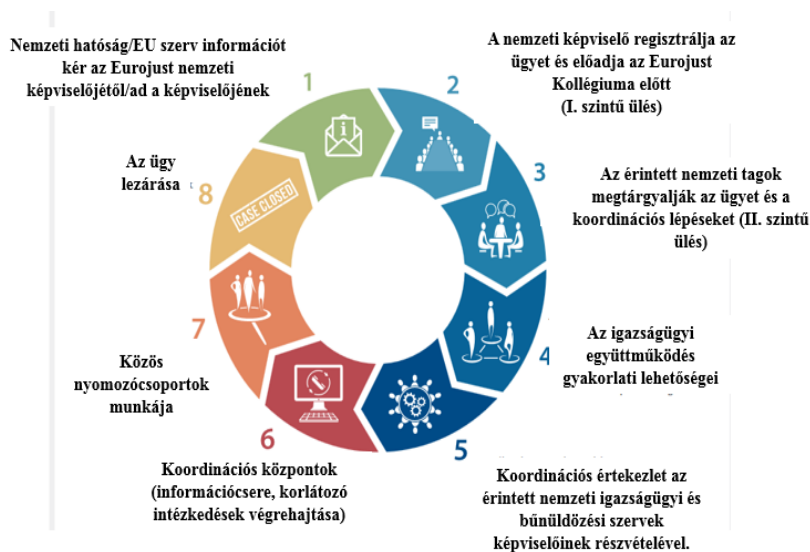 1
Nemzeti hatóság/EU szerv információt
kér az Eurojust nemzeti
képviselőjétől/ad a képviselőjének
2
A nemzeti képviselő regisztrálja az
ügyet és előadja az Eurojust
Kollégiuma előtt
(I. szintű ülés)
3
Az érintett nemzeti tagok
megtárgyalják az ügyet és a
koordinációs lépéseket (II. szintű
ülés)
4
Az igazságügyi
együttműködés
gyakorlati lehetőségei
5
Koordinációs értekezlet az
érintett nemzeti igazságügyi és
bűnüldözési szervek
képviselőinek részvételével.
6
Koordinációs központok
(információcsere, korlátozó
intézkedések végrehajtása)
7
Közös
nyomozócsoportok
munkája
8
Az ügy
lezárása
CASE CLOSED